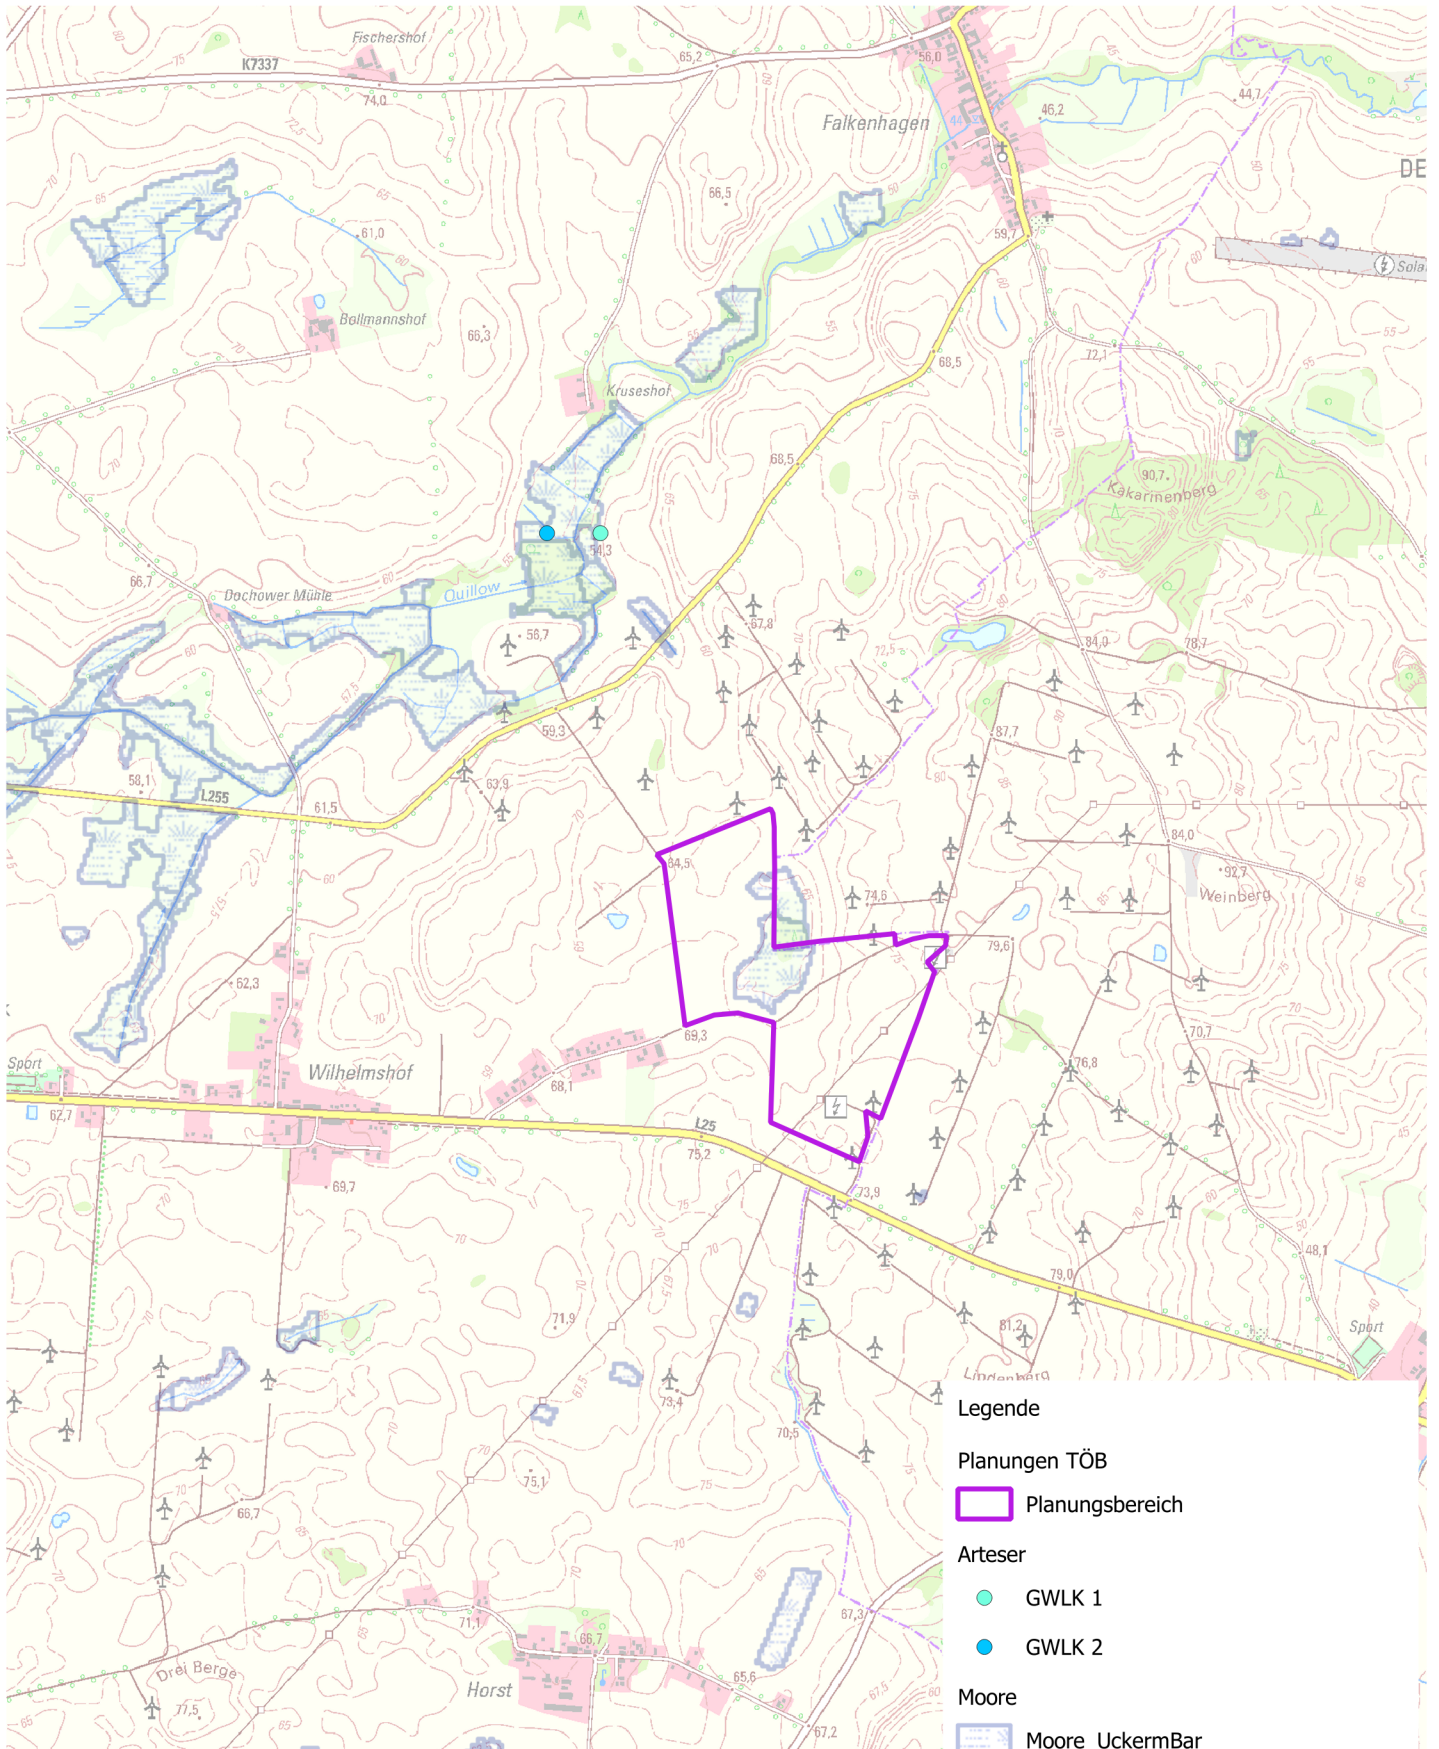 Fischershof
K7337
74,0
65,2
56,0
46,2
44,7
Falkenhagen
DE
66,5
61,0
59,7
Sola
Bollmannshof
66,3
68,5
72,1
Kruseshof
68,5
90,7
Kakarinenberg
54,3
66,7
Dochower Mühle
Quillow
56,7
67,8
72,5
84,0
78,7
59,3
87,7
58,1
L255
61,5
63,9
84,0
64,5
74,6
92,7
Weinberg
79,6
62,3
69,3
70,7
Sport
Wilhelmshof
68,1
76,8
62,7
L25
75,2
69,7
73,9
48,1
79,0
71,9
81,2
Sport
Lindenberg
73,4
70,5
75,1
66,7
67,3
71,1
66,7
Drei Berge
65,6
Horst
77,5
67,2
Legende
Planungen TÖB
Planungsbereich
Arteser
GWLK 1
GWLK 2
Moore
Moore_UckermBar